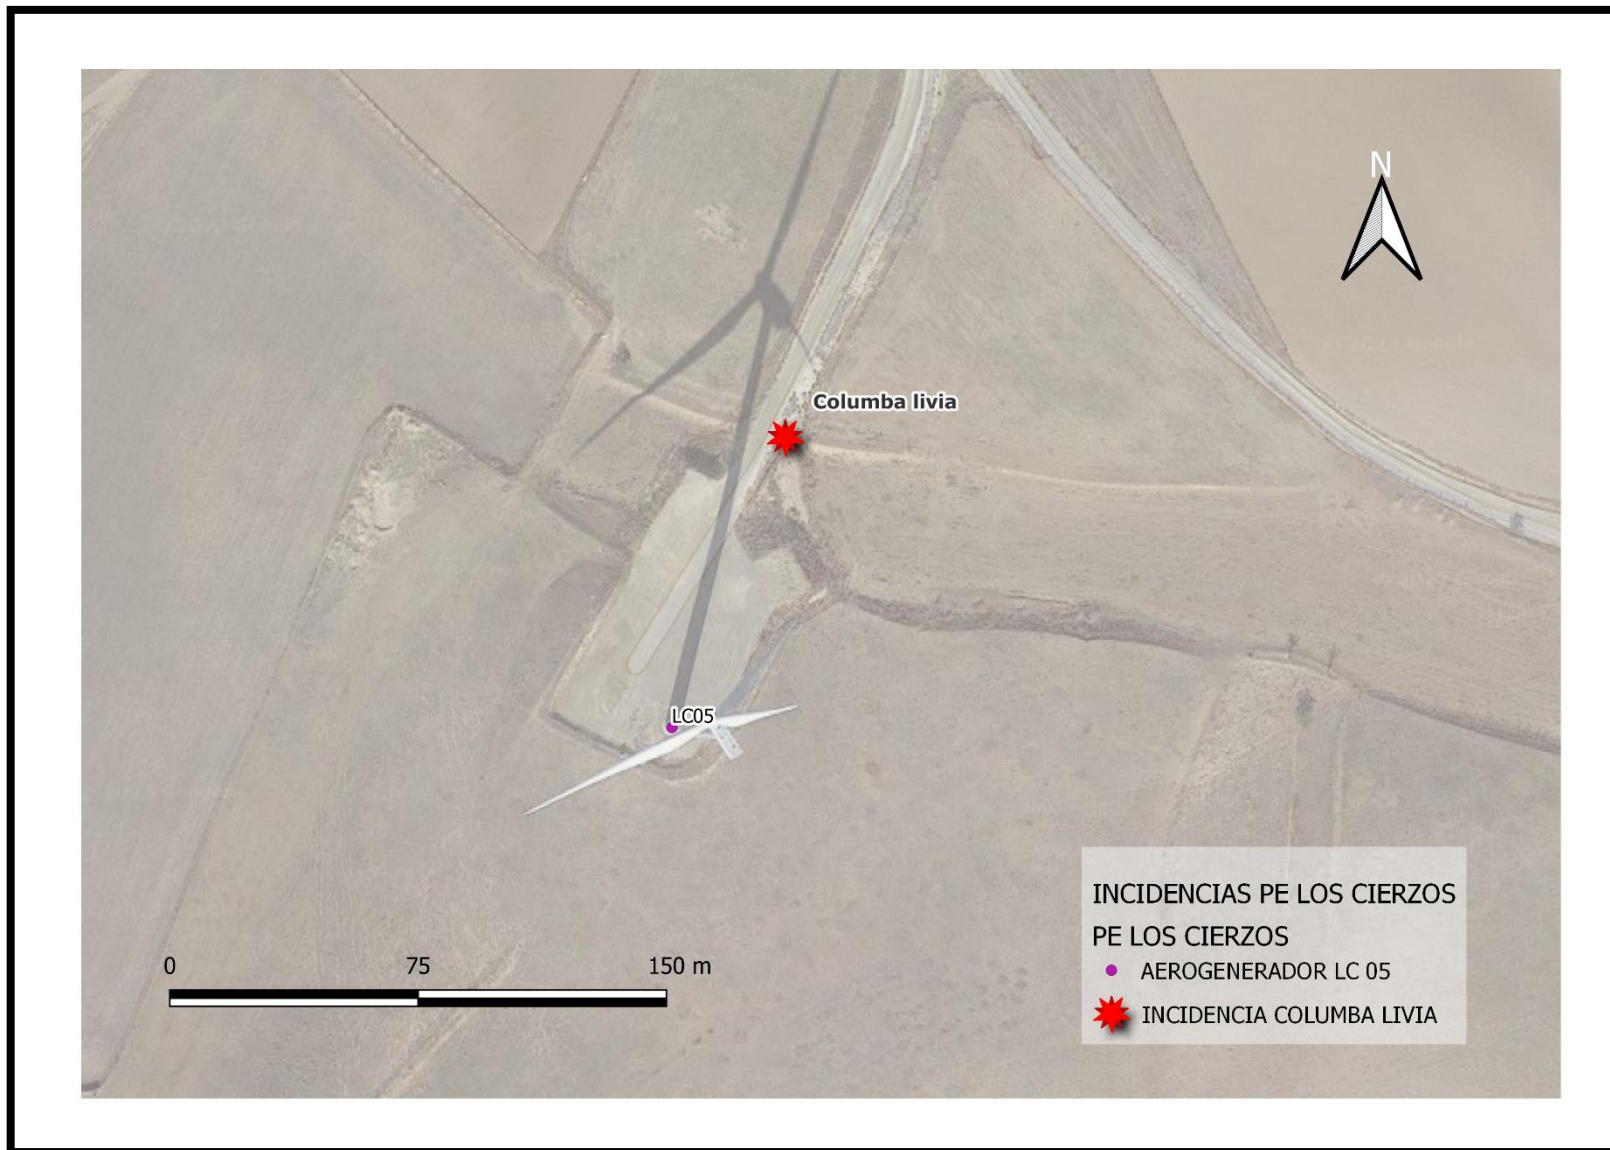 N
Columba livia
LC05
INCIDENCIAS PE LOS CIERZOS
PE LOS CIERZOS
AEROGENERADOR LC 05
INCIDENCIA COLUMBA LIVIA
0 75 150 m